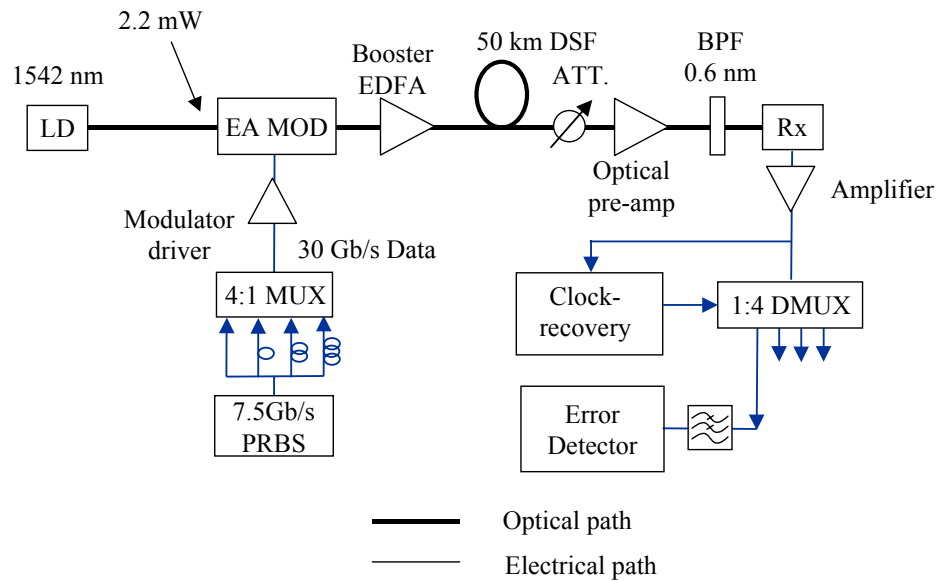 2.2 mW
1542 nm
LD
EA MOD
Booster
EDFA
50 km DSF
ATT.
BPF
0.6 nm
Rx
Optical
pre-amp
Amplifier
Modulator
driver
30 Gb/s Data
4:1 MUX
7.5Gb/s
PRBS
Clock-
recovery
1:4 DMUX
Error
Detector
Optical path
Electrical path